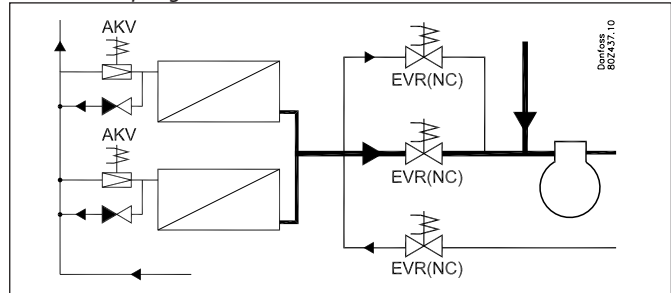 AKV
EVR(NC)
Danfoss
80Z437.10
AKV
EVR(NC)
EVR(NC)